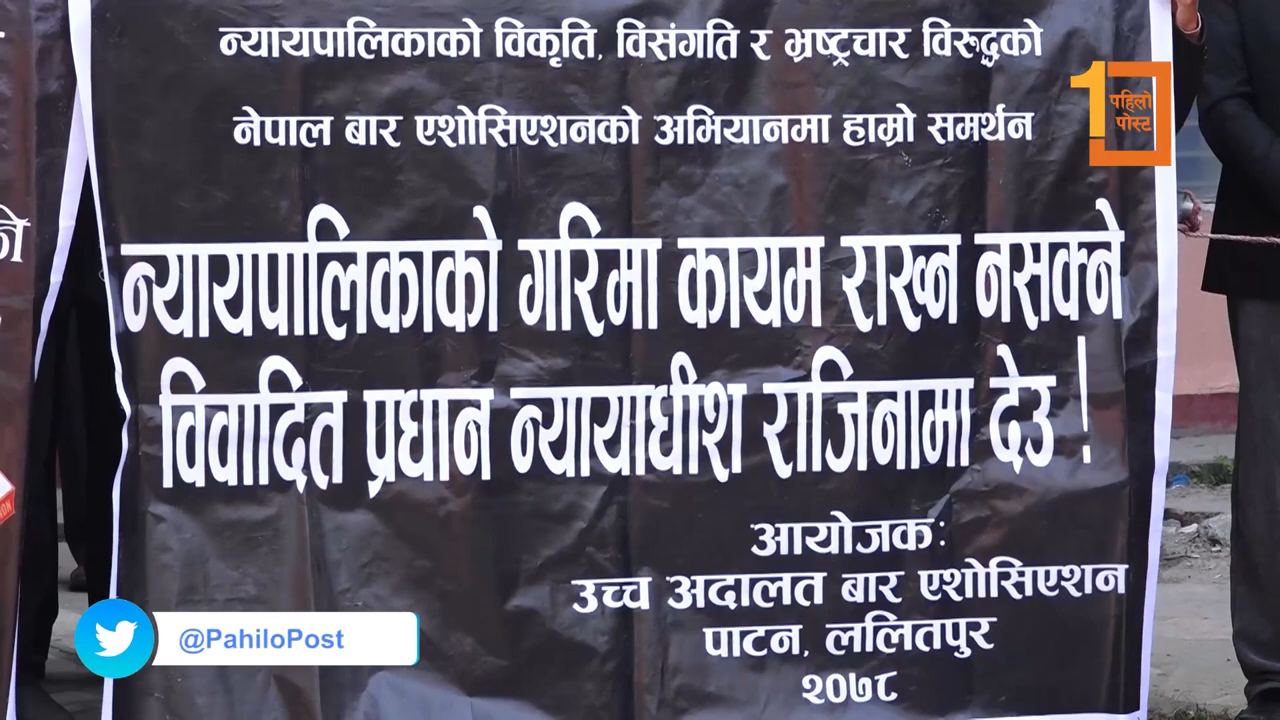 न्यायपालिकाको विकृति, विसंगति र भ्रष्ट्रचार विरूद्धको
नेपाल बार एशोसिएशनको अभियानमा हाम्रो समर्थन
पहिलो
पोस्ट
न्यायपालिकाको गरिमा कायम राख्न नसक्ने
विवादित प्रधान न्यायाधीश राजिनामा देउ !
आयोजक:
उच्च अदालत बार एशोसिएशन
पाटन, ललितपुर
२०७८
@PahiloPost